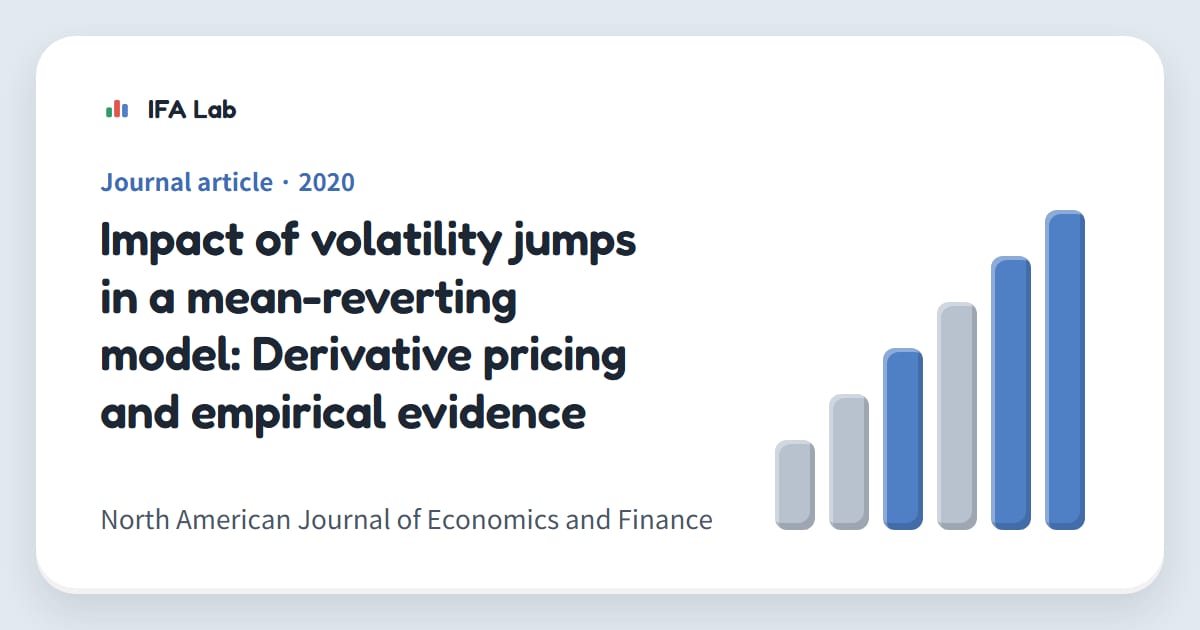 IFA Lab
Journal article · 2020
Impact of volatility jumps
in a mean-reverting
model: Derivative pricing
and empirical evidence
North American Journal of Economics and Finance